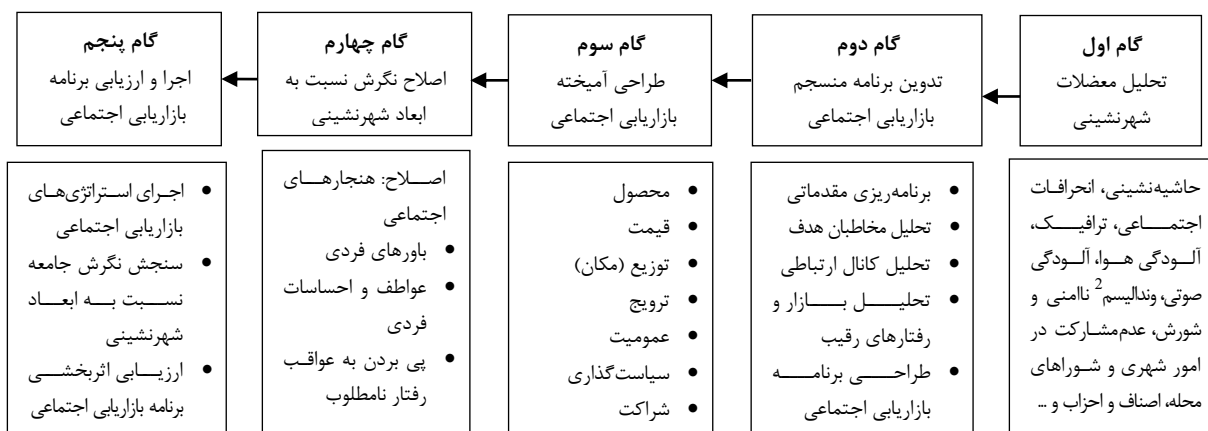 گام اول
تحلیل معضلات
شهرنشینی
گام دوم
تدوین برنامه منسجم
بازاریابی اجتماعی
گام سوم
طراحی آمیخته
بازاریابی اجتماعی
گام چهارم
اصلاح نگرش نسبت به
ابعاد شهرنشینی
گام پنجم
اجرا و ارزیابی برنامه
بازاریابی اجتماعی
حاشیه‌نشینی، انحرافات
اجتماعی، ترافیک،
آلودگی هوا، آلودگی
صوتی، وندالیسم2 ناامنی و
شورش، عدم‌مشارکت در
امور شهری و شوراهای
محله، اصناف و احزاب و ...
• برنامه‌ریزی مقدماتی
• تحلیل مخاطبان هدف
• تحلیل کانال ارتباطی
• تحلیل بازار و
رفتارهای رقیب
• طراحی برنامه
بازاریابی اجتماعی
• محصول
• قیمت
• توزیع (مکان)
• ترویج
• عمومیت
• سیاست‌گذاری
• شراکت
اصلاح: هنجارهای
اجتماعی
• باورهای فردی
• عواطف و احساسات
فردی
• پی بردن به عواقب
رفتار نامطلوب
• اجرای استراتژی‌های
بازاریابی اجتماعی
• سنجش نگرش جامعه
نسبت به ابعاد
شهرنشینی
• ارزیابی اثربخشی
برنامه بازاریابی اجتماعی